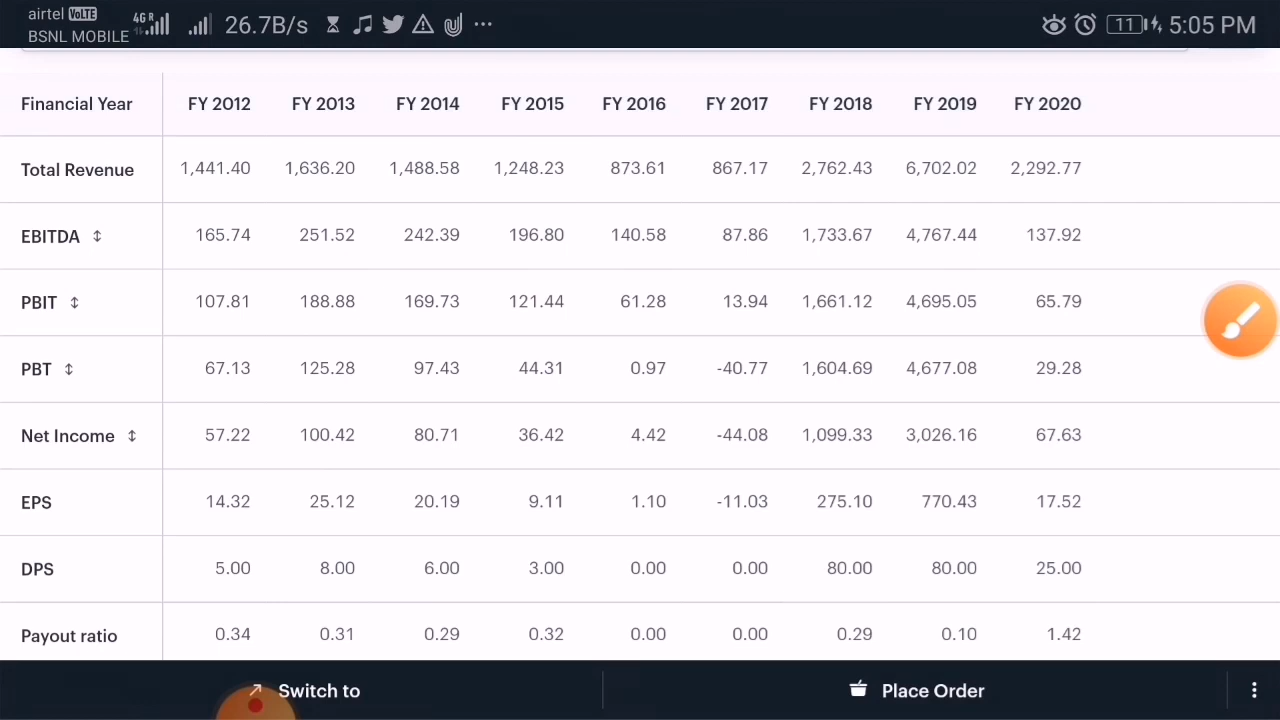 airtel VoLTE
BSNL MOBILE
4G R
26.7B/s
11
5:05 PM
Financial Year FY 2012 FY 2013 FY 2014 FY 2015 FY 2016 FY 2017 FY 2018 FY 2019 FY 2020
Total Revenue 1,441.40 1,636.20 1,488.58 1,248.23 873.61 867.17 2,762.43 6,702.02 2,292.77
EBITDA 165.74 251.52 242.39 196.80 140.58 87.86 1,733.67 4,767.44 137.92
PBIT 107.81 188.88 169.73 121.44 61.28 13.94 1,661.12 4,695.05 65.79
PBT 67.13 125.28 97.43 44.31 0.97 -40.77 1,604.69 4,677.08 29.28
Net Income 57.22 100.42 80.71 36.42 4.42 -44.08 1,099.33 3,026.16 67.63
EPS 14.32 25.12 20.19 9.11 1.10 -11.03 275.10 770.43 17.52
DPS 5.00 8.00 6.00 3.00 0.00 0.00 80.00 80.00 25.00
Payout ratio 0.34 0.31 0.29 0.32 0.00 0.00 0.29 0.10 1.42
Switch to
Place Order